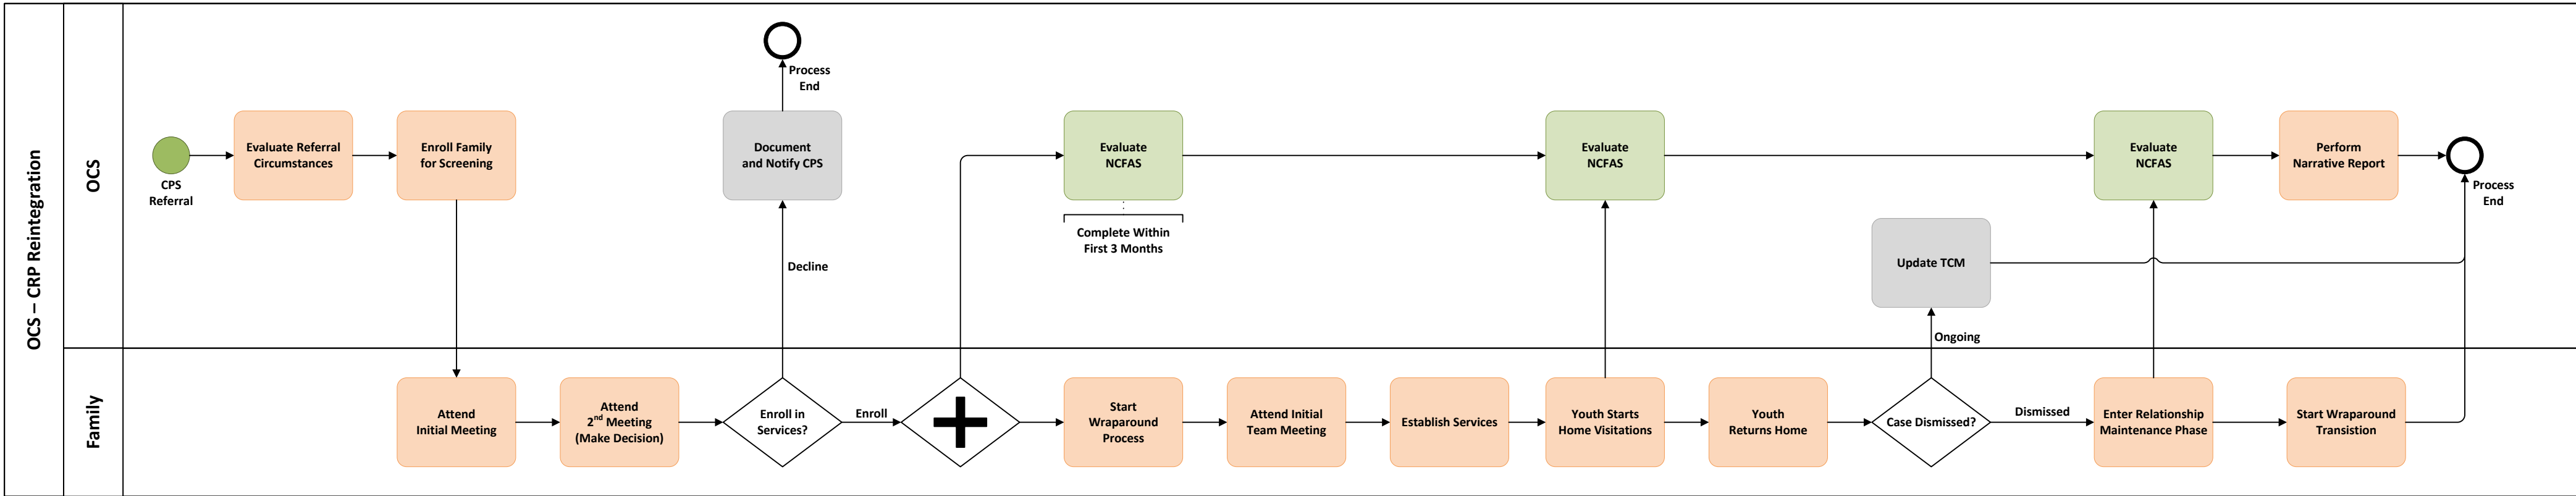 OCS – CRP Reintegration
OCS
Family
CPS
Referral
Evaluate Referral
Circumstances
Enroll Family
for Screening
Process
End
Document
and Notify CPS
Decline
Evaluate
NCFAS
Complete Within
First 3 Months
Evaluate
NCFAS
Update TCM
Ongoing
Evaluate
NCFAS
Perform
Narrative Report
Process
End
Attend
Initial Meeting
Attend
2nd Meeting
(Make Decision)
Enroll in
Services?
Enroll
Start
Wraparound
Process
Attend Initial
Team Meeting
Establish Services
Youth Starts
Home Visitations
Youth
Returns Home
Case Dismissed?
Dismissed
Enter Relationship
Maintenance Phase
Start Wraparound
Transistion